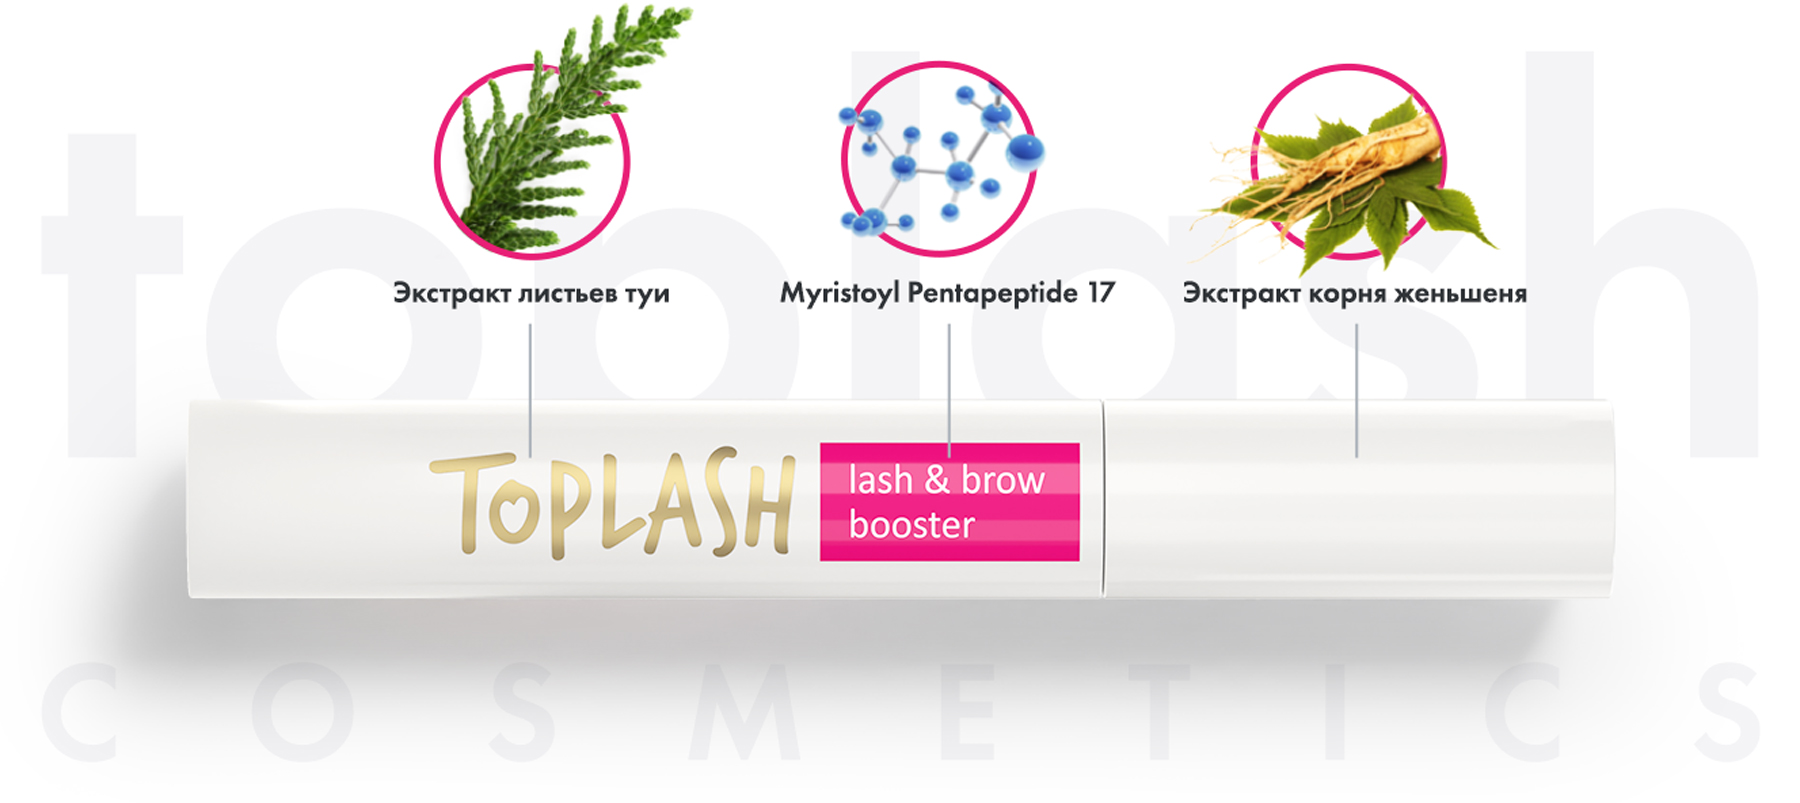 toplash
Экстракт листьев туи
Myristoyl Pentapeptide 17
Экстракт корня женьшеня
TOPLASH
lash & brow
booster
COSMETICS